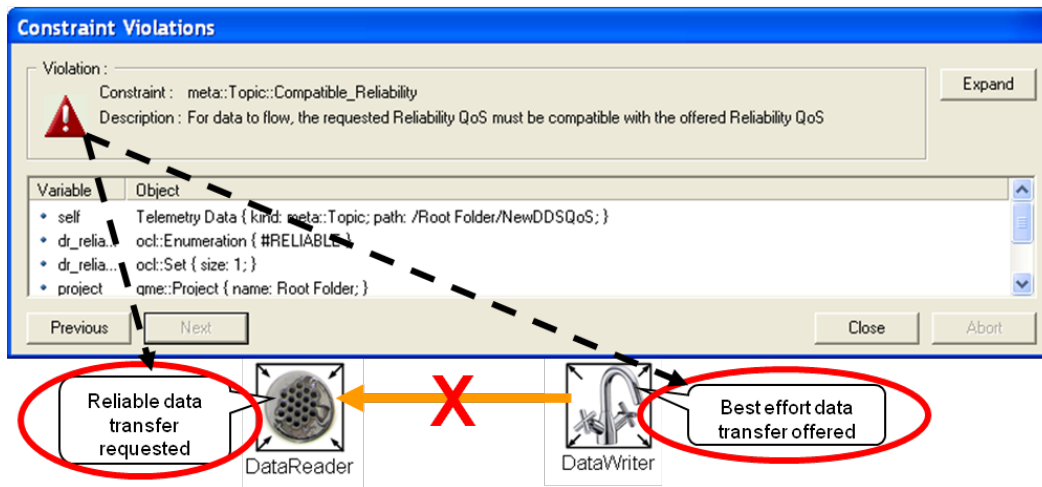 Constraint Violations
Violation :
Constraint : meta::Topic::Compatible_Reliability
Description : For data to flow, the requested Reliability QoS must be compatible with the offered Reliability QoS
Expand
Variable Object
self Telemetry Data { kind: meta::Topic; path: /Root Folder/NewDDSQoS; }
dr_relia... ocl::Enumeration { #RELIABLE }
dr_relia... ocl::Set { size: 1; }
project gme::Project { name: Root Folder; }
Previous Next Close Abort
Reliable data
transfer
requested
X
Best effort data
transfer offered
DataReader
DataWriter